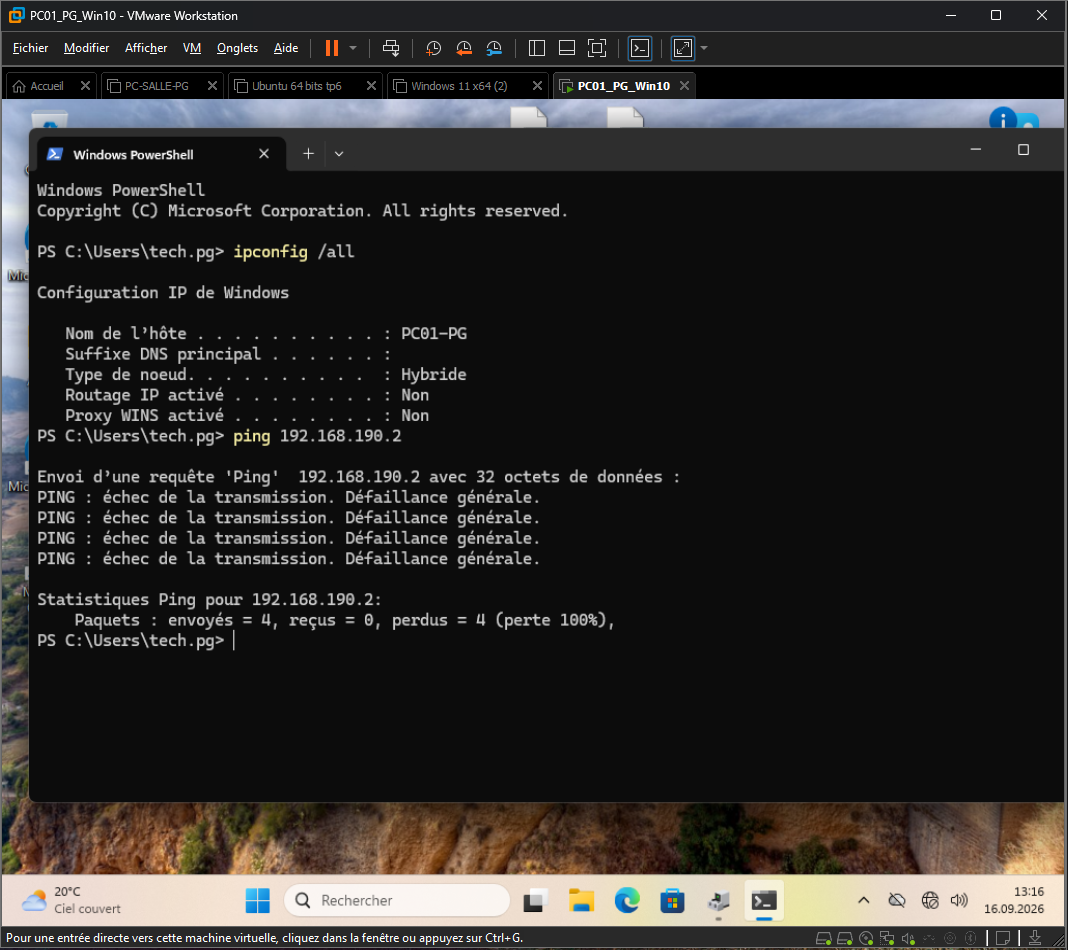 PC01_PG_Win10 - VMware Workstation
Fichier Modifier Afficher VM Onglets Aide
Accueil PC-SALLE-PG Ubuntu 64 bits tp6 Windows 11 x64 (2) PC01_PG_Win10
Windows PowerShell
Windows PowerShell
Copyright (C) Microsoft Corporation. All rights reserved.
PS C:\Users\tech.pg> ipconfig /all
Configuration IP de Windows
Nom de l’hôte . . . . . . . . . . : PC01-PG
Suffixe DNS principal . . . . . . :
Type de noeud. . . . . . . . . . : Hybride
Routage IP activé . . . . . . . . : Non
Proxy WINS activé . . . . . . . . : Non
PS C:\Users\tech.pg> ping 192.168.190.2
Envoi d’une requête 'Ping'  192.168.190.2 avec 32 octets de données :
PING : échec de la transmission. Défaillance générale.
PING : échec de la transmission. Défaillance générale.
PING : échec de la transmission. Défaillance générale.
PING : échec de la transmission. Défaillance générale.
Statistiques Ping pour 192.168.190.2:
Paquets : envoyés = 4, reçus = 0, perdus = 4 (perte 100%),
PS C:\Users\tech.pg>
20°C
Ciel couvert
Rechercher
13:16
16.09.2026
Pour une entrée directe vers cette machine virtuelle, cliquez dans la fenêtre ou appuyez sur Ctrl+G.